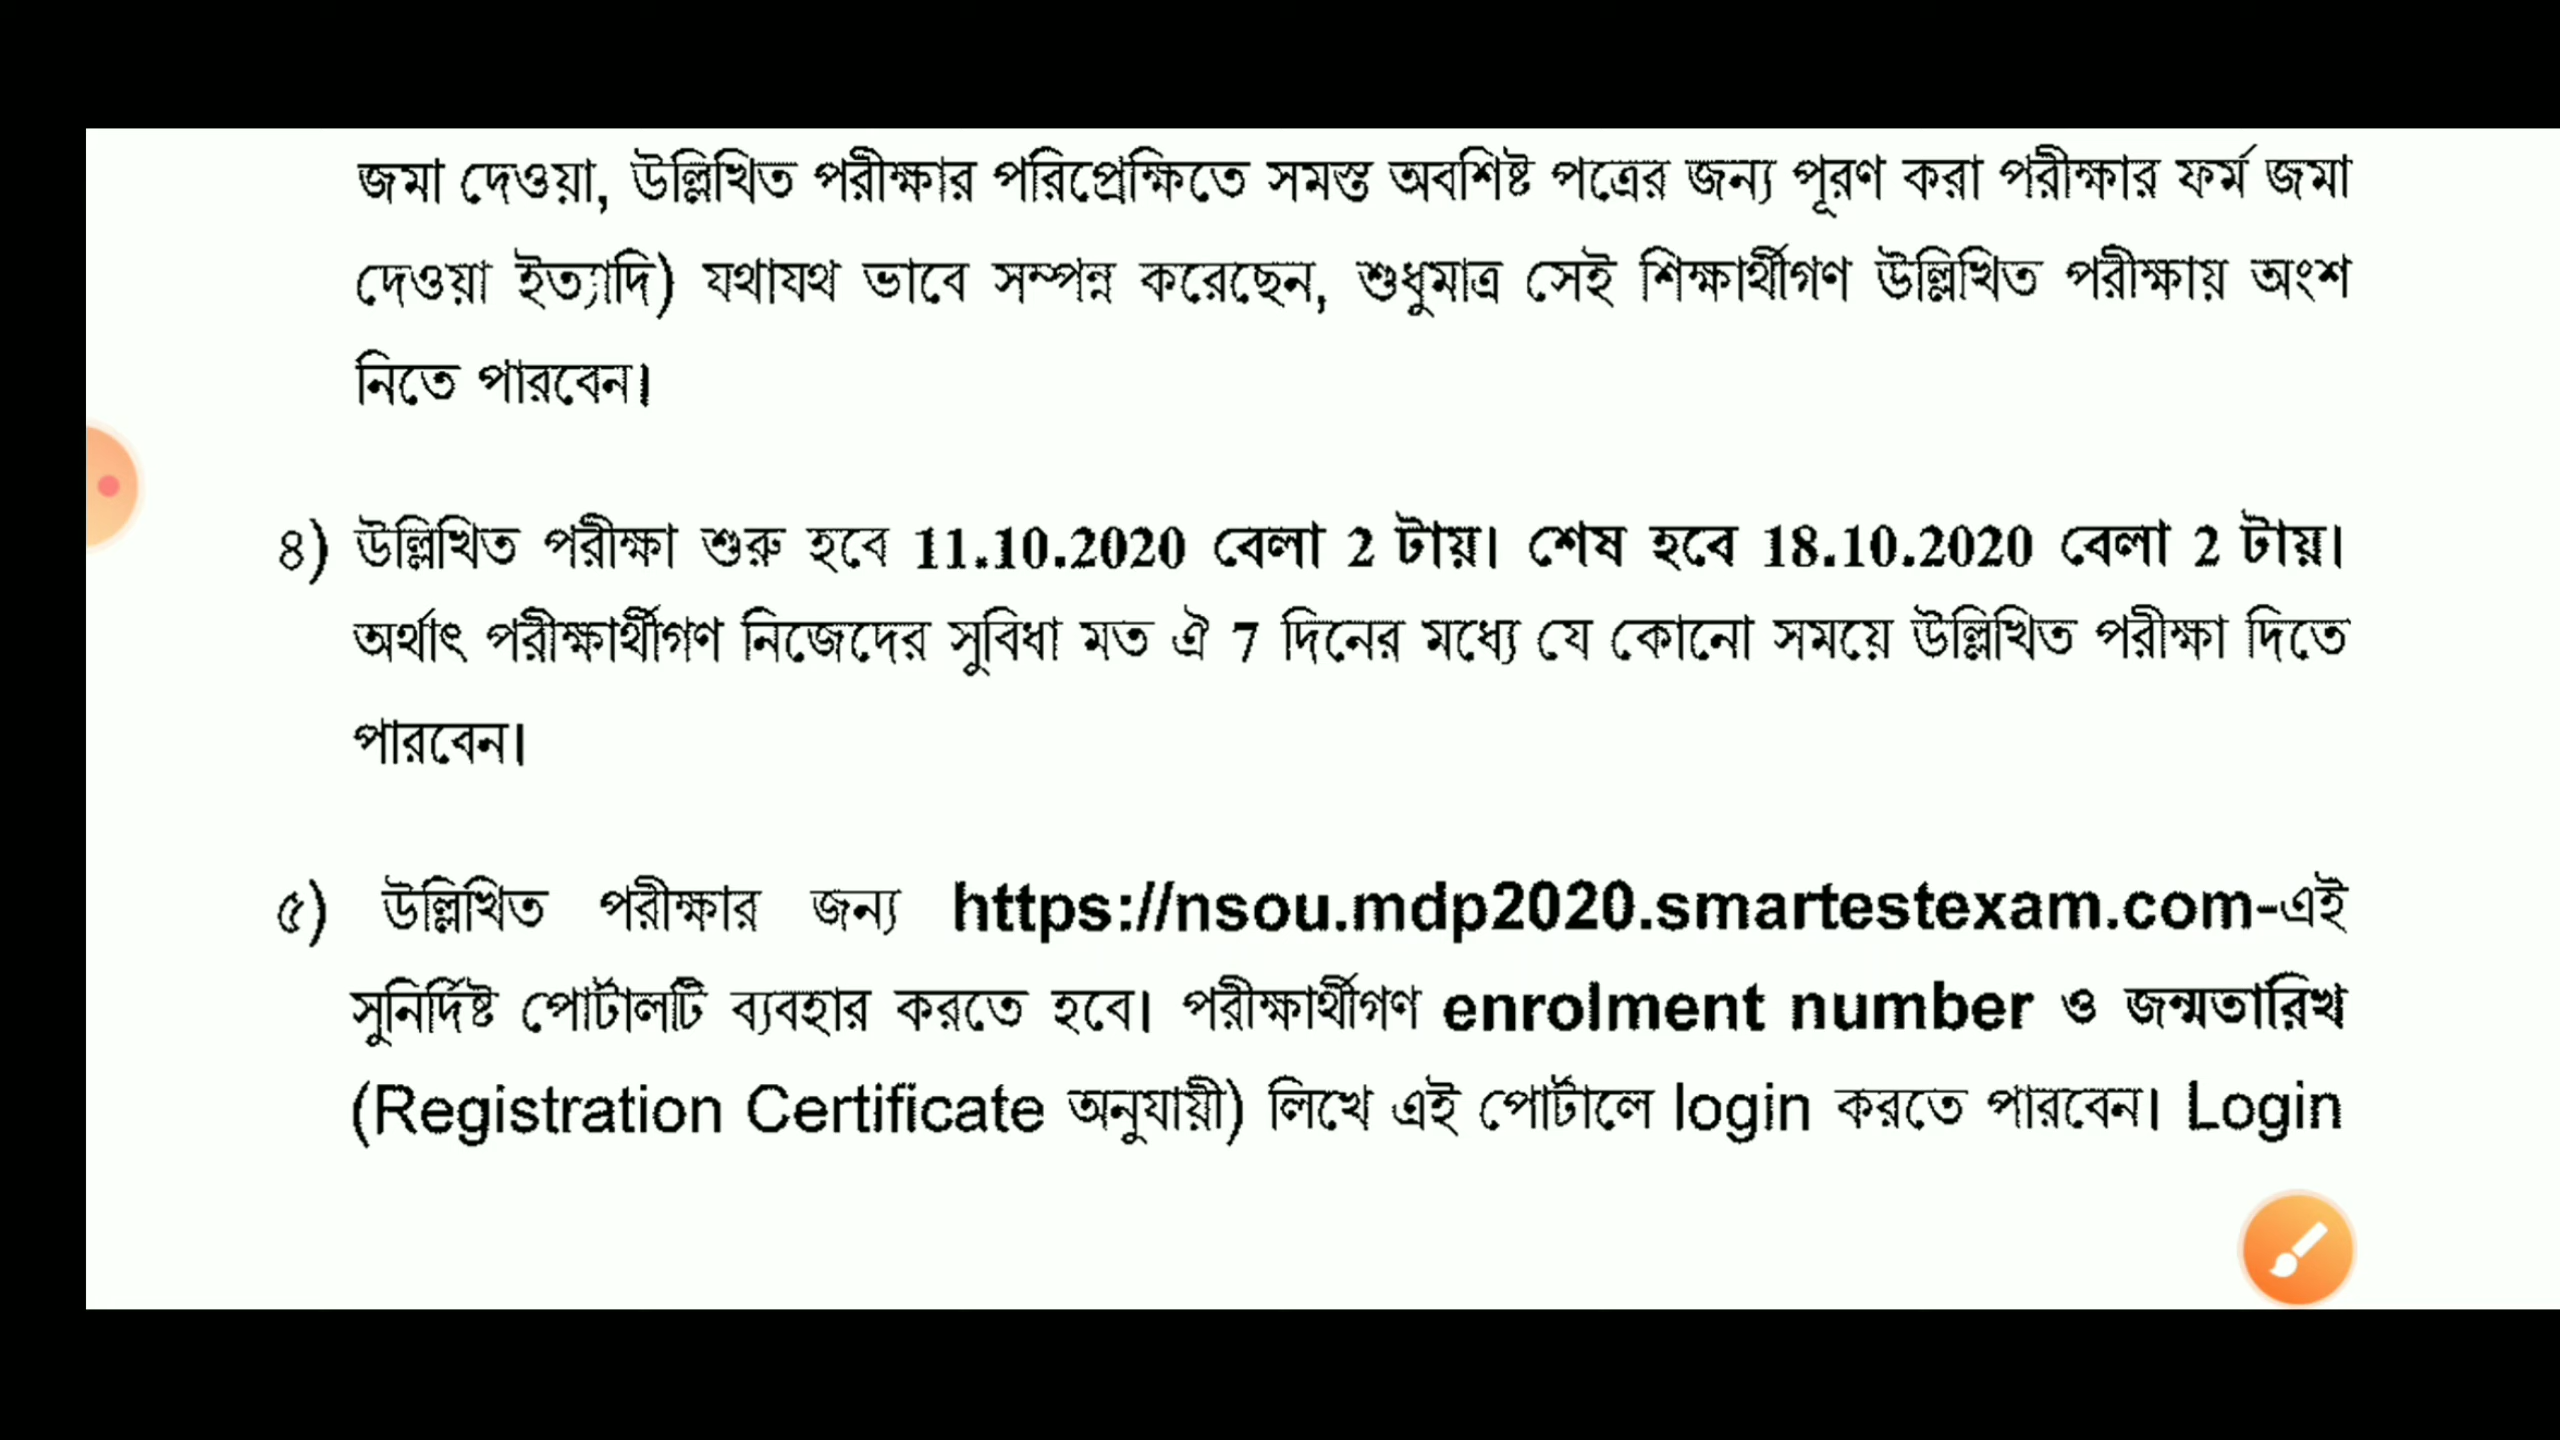 জমা দেওয়া, উল্লিখিত পরীক্ষার পরিপ্রেক্ষিতে সমস্ত অবশিষ্ট পত্রের জন্য পূরণ করা পরীক্ষার ফর্ম জমা
দেওয়া ইত্যাদি) যথাযথ ভাবে সম্পন্ন করেছেন, শুধুমাত্র সেই শিক্ষার্থীগণ উল্লিখিত পরীক্ষায় অংশ
নিতে পারবেন।
৪) উল্লিখিত পরীক্ষা শুরু হবে 11.10.2020 বেলা 2 টায়। শেষ হবে 18.10.2020 বেলা 2 টায়।
অর্থাৎ পরীক্ষার্থীগণ নিজেদের সুবিধা মত ঐ 7 দিনের মধ্যে যে কোনো সময়ে উল্লিখিত পরীক্ষা দিতে
পারবেন।
৫) উল্লিখিত পরীক্ষার জন্য https://nsou.mdp2020.smartestexam.com-এই
সুনির্দিষ্ট পোর্টালটি ব্যবহার করতে হবে। পরীক্ষার্থীগণ enrolment number ও জন্মতারিখ
(Registration Certificate অনুযায়ী) লিখে এই পোর্টালে login করতে পারবেন। Login